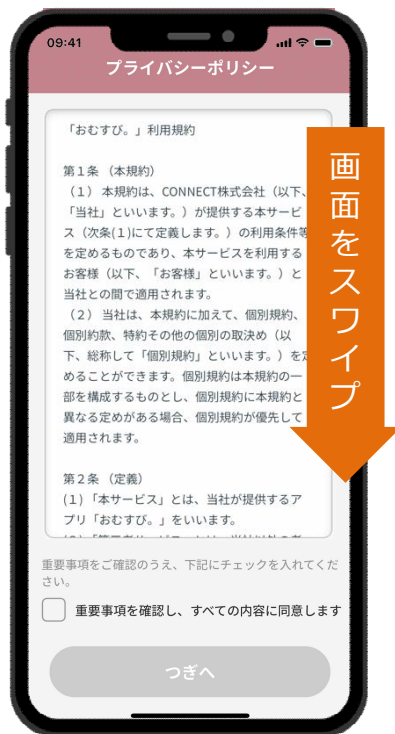 09:41
プライバシーポリシー
「おむすび。」利用規約
第１条 （本規約）
（１） 本規約は、CONNECT株式会社（以下、
「当社」といいます。）が提供する本サービ
ス（次条(１)にて定義します。）の利用条件等
を定めるものであり、本サービスを利用する
お客様（以下、「お客様」といいます。）と
当社との間で適用されます。
（２） 当社は、本規約に加えて、個別規約、
個別約款、特約その他の個別の取決め（以
下、総称して「個別規約」といいます。）を
めることができます。個別規約は本規約の一
部を構成するものとし、個別規約に本規約と
異なる定めがある場合、個別規約が優先して
適用されます。
第２条 （定義）
(１)「本サービス」とは、当社が提供するア
プリ「おむすび。」をいいます。
重要事項をご確認のうえ、下記にチェックを入れてくだ
さい。
重要事項を確認し、すべての内容に同意します
つぎへ
画面をスワイプ